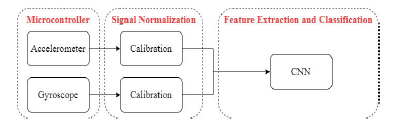 Microcontroller
Signal Normalization
Feature Extraction and Classification
Accelerometer
Calibration
CNN
Gyroscope
Calibration